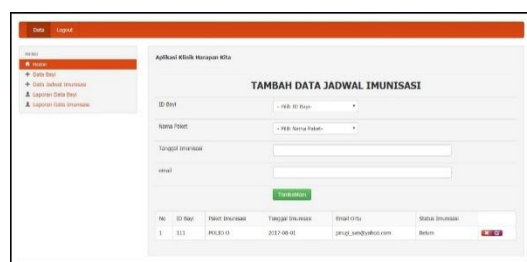 Data Logout
MENU
Home
Data Bayi
Data Jadwal Imunisasi
Laporan Data Bayi
Laporan Data Imunisasi
Aplikasi Klinik Harapan Kita
TAMBAH DATA JADWAL IMUNISASI
ID Bayi - Pilih ID Bayi-
Nama Paket - Pilih Nama Paket-
Tanggal Imunisasi
email
Tambahkan
No ID Bayi Paket Imunisasi Tanggal Imunisasi Email Ortu Status Imunisasi
1 111 POLIO 0 2017-08-01 Belum